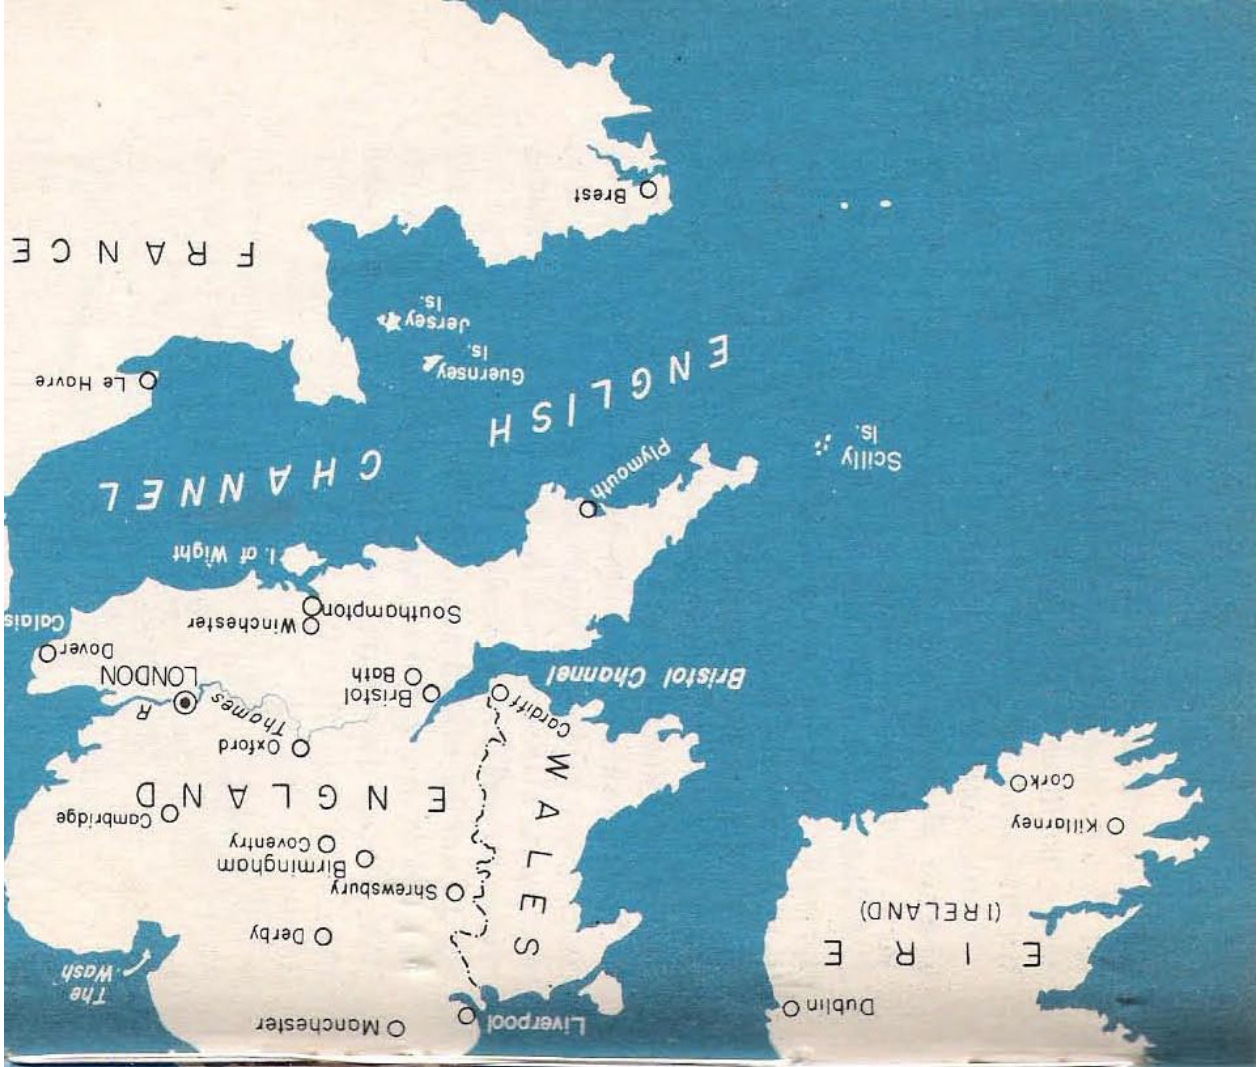 Manchester
Liverpool
Dublin
The
Wash
EIRE
(IRELAND)
Derby
Shrewsbury
Birmingham
Coventry
WALES
Killarney
Cork
Cambridge
ENGLAND
Oxford
Thames
R
Cardiff
LONDON
Bristol
Bath
Bristol Channel
Dover
Calais
Winchester
Southampton
I. of Wight
Plymouth
Scilly
Is.
ENGLISH
CHANNEL
Le Havre
Guernsey
Is.
Jersey
Is.
FRANCE
Brest